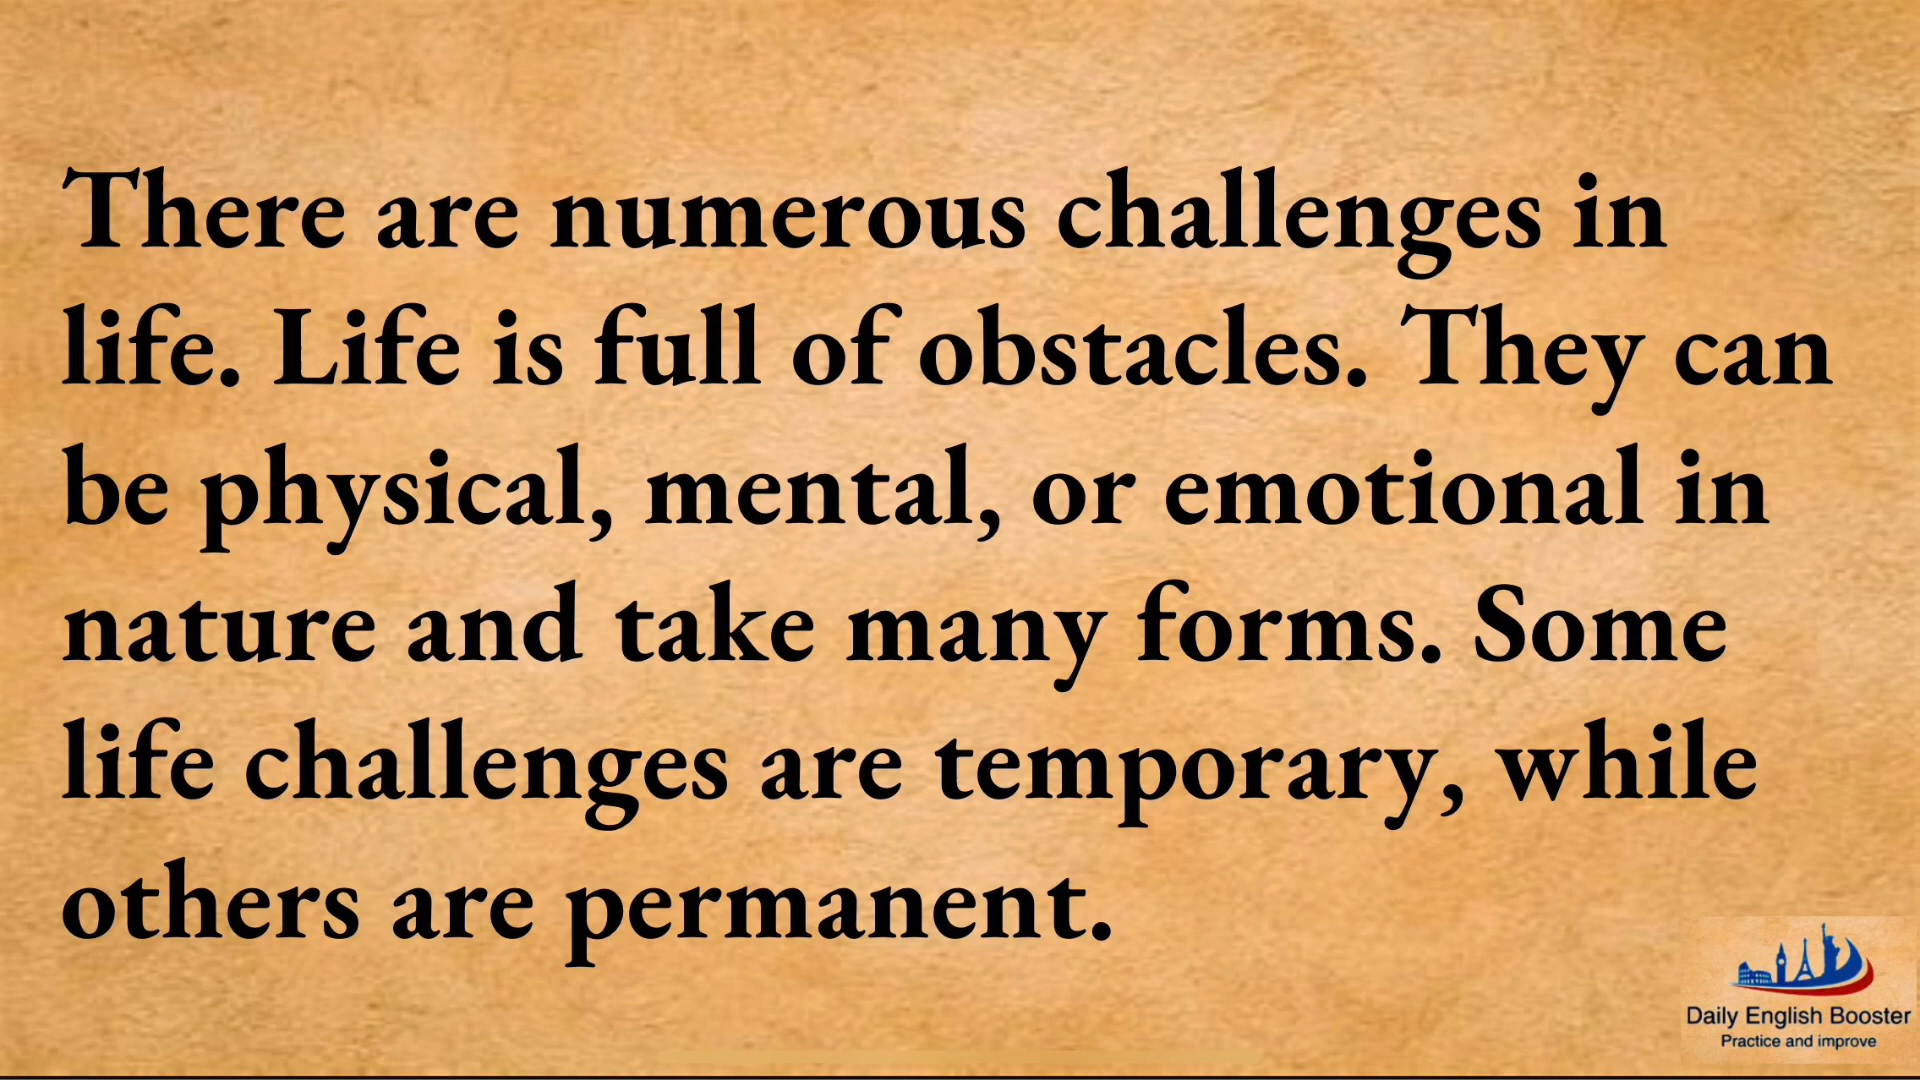 There are numerous challenges in
life. Life is full of obstacles. They can
be physical, mental, or emotional in
nature and take many forms. Some
life challenges are temporary, while
others are permanent.
Daily English Booster
Practice and improve